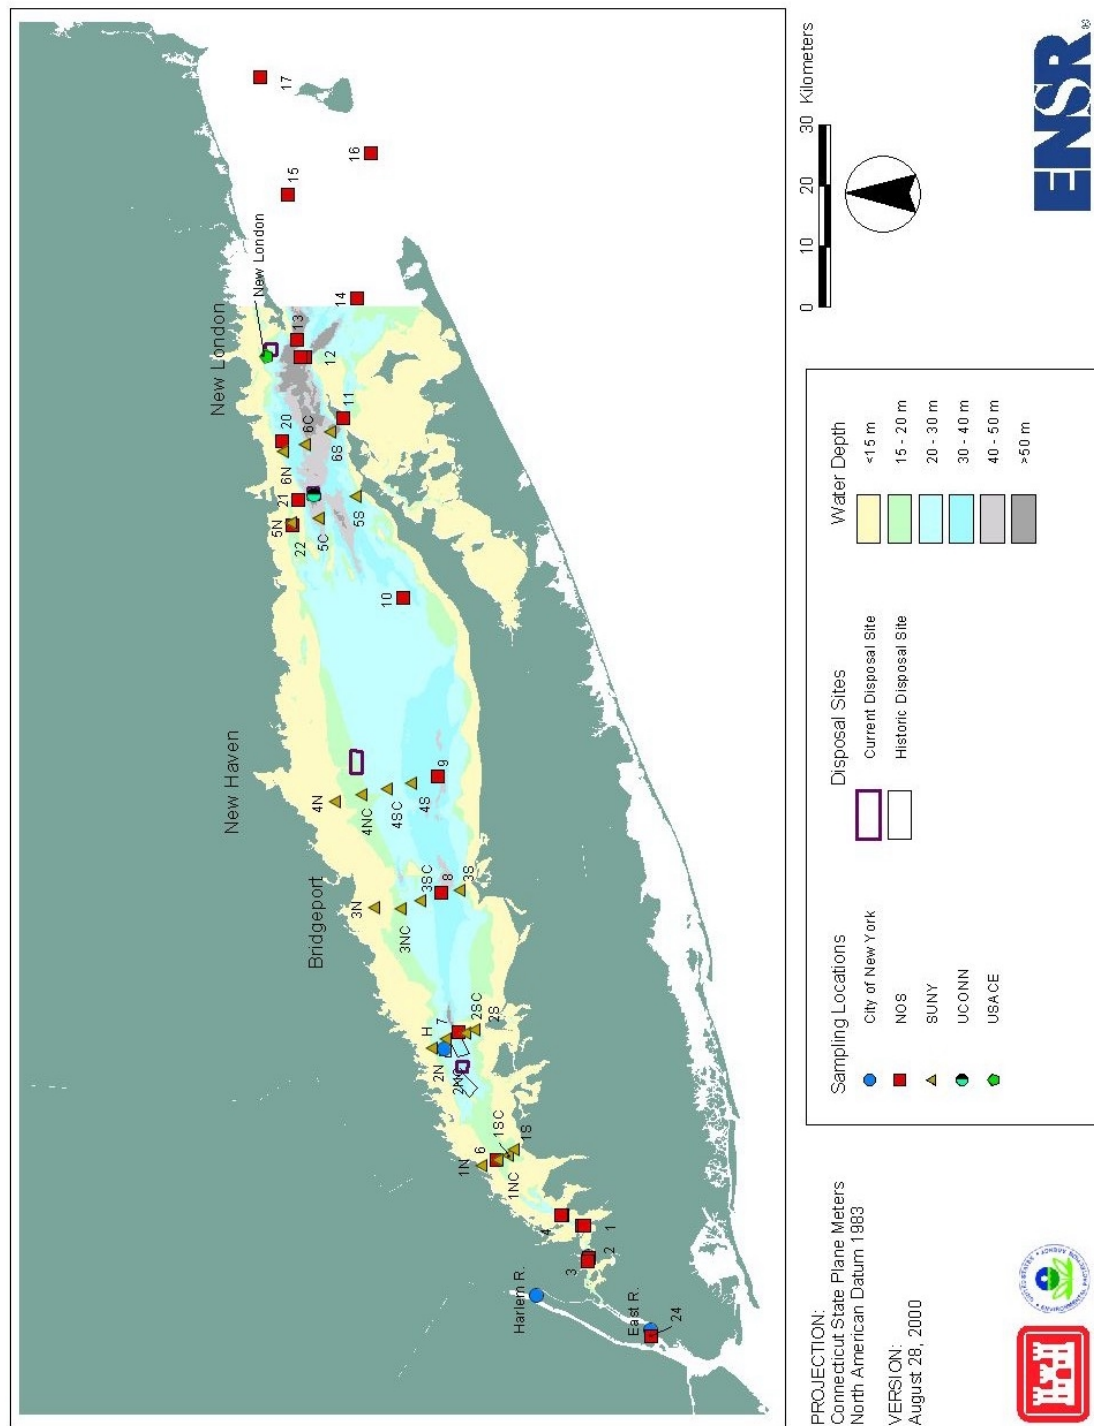 New London
New London
New Haven
Bridgeport
Harlem R.
East R.
17
16
15
14
13
12
11
20
6C
6N
6S
21
5N
22
5C
5S
10
4N
4NC
4SC
4S
9
3N
3NC
3SC
8
3S
H
7
2N
2SC
2S
1N
6
1SC
1S
1NC
4
1
2
3
24
PROJECTION:
Connecticut State Plane Meters
North American Datum 1983
VERSION:
August 28, 2000
Sampling Locations
City of New York
NOS
SUNY
UCONN
USACE
Disposal Sites
Current Disposal Site
Historic Disposal Site
Water Depth
<15 m
15 - 20 m
20 - 30 m
30 - 40 m
40 - 50 m
>50 m
0 10 20 30 Kilometers
ENSR®